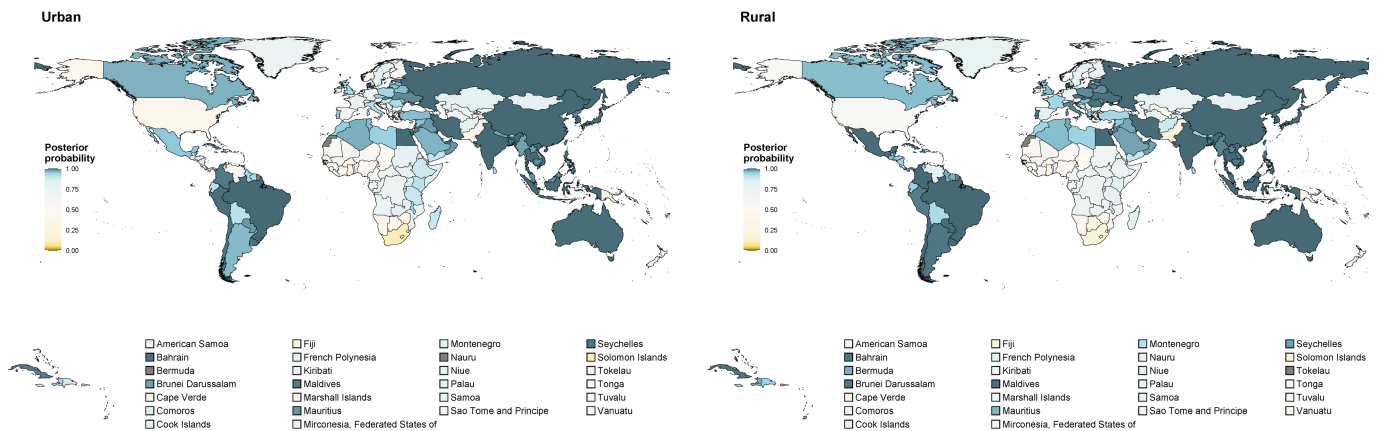 Urban
Posterior
probability
1.00
0.75
0.50
0.25
0.00
American Samoa
Bahrain
Bermuda
Brunei Darussalam
Cape Verde
Comoros
Cook Islands
Fiji
French Polynesia
Kiribati
Maldives
Marshall Islands
Mauritius
Mirconesia, Federated States of
Montenegro
Nauru
Niue
Palau
Samoa
Sao Tome and Principe
Seychelles
Solomon Islands
Tokelau
Tonga
Tuvalu
Vanuatu
Rural
Posterior
probability
1.00
0.75
0.50
0.25
0.00
American Samoa
Bahrain
Bermuda
Brunei Darussalam
Cape Verde
Comoros
Cook Islands
Fiji
French Polynesia
Kiribati
Maldives
Marshall Islands
Mauritius
Mirconesia, Federated States of
Montenegro
Nauru
Niue
Palau
Samoa
Sao Tome and Principe
Seychelles
Solomon Islands
Tokelau
Tonga
Tuvalu
Vanuatu